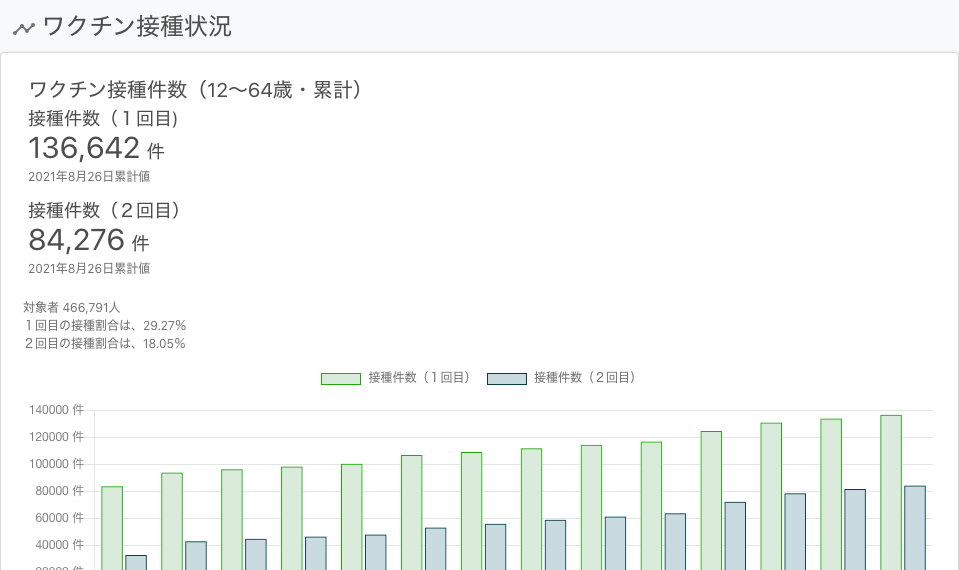 ワクチン接種状況
ワクチン接種件数（12〜64歳・累計）
接種件数（１回目)
136,642 件
2021年8月26日累計値
接種件数（２回目）
84,276 件
2021年8月26日累計値
対象者 466,791人
１回目の接種割合は、29.27%
２回目の接種割合は、18.05%
接種件数（１回目） 接種件数（２回目）
140000 件
120000 件
100000 件
80000 件
60000 件
40000 件
20000 件